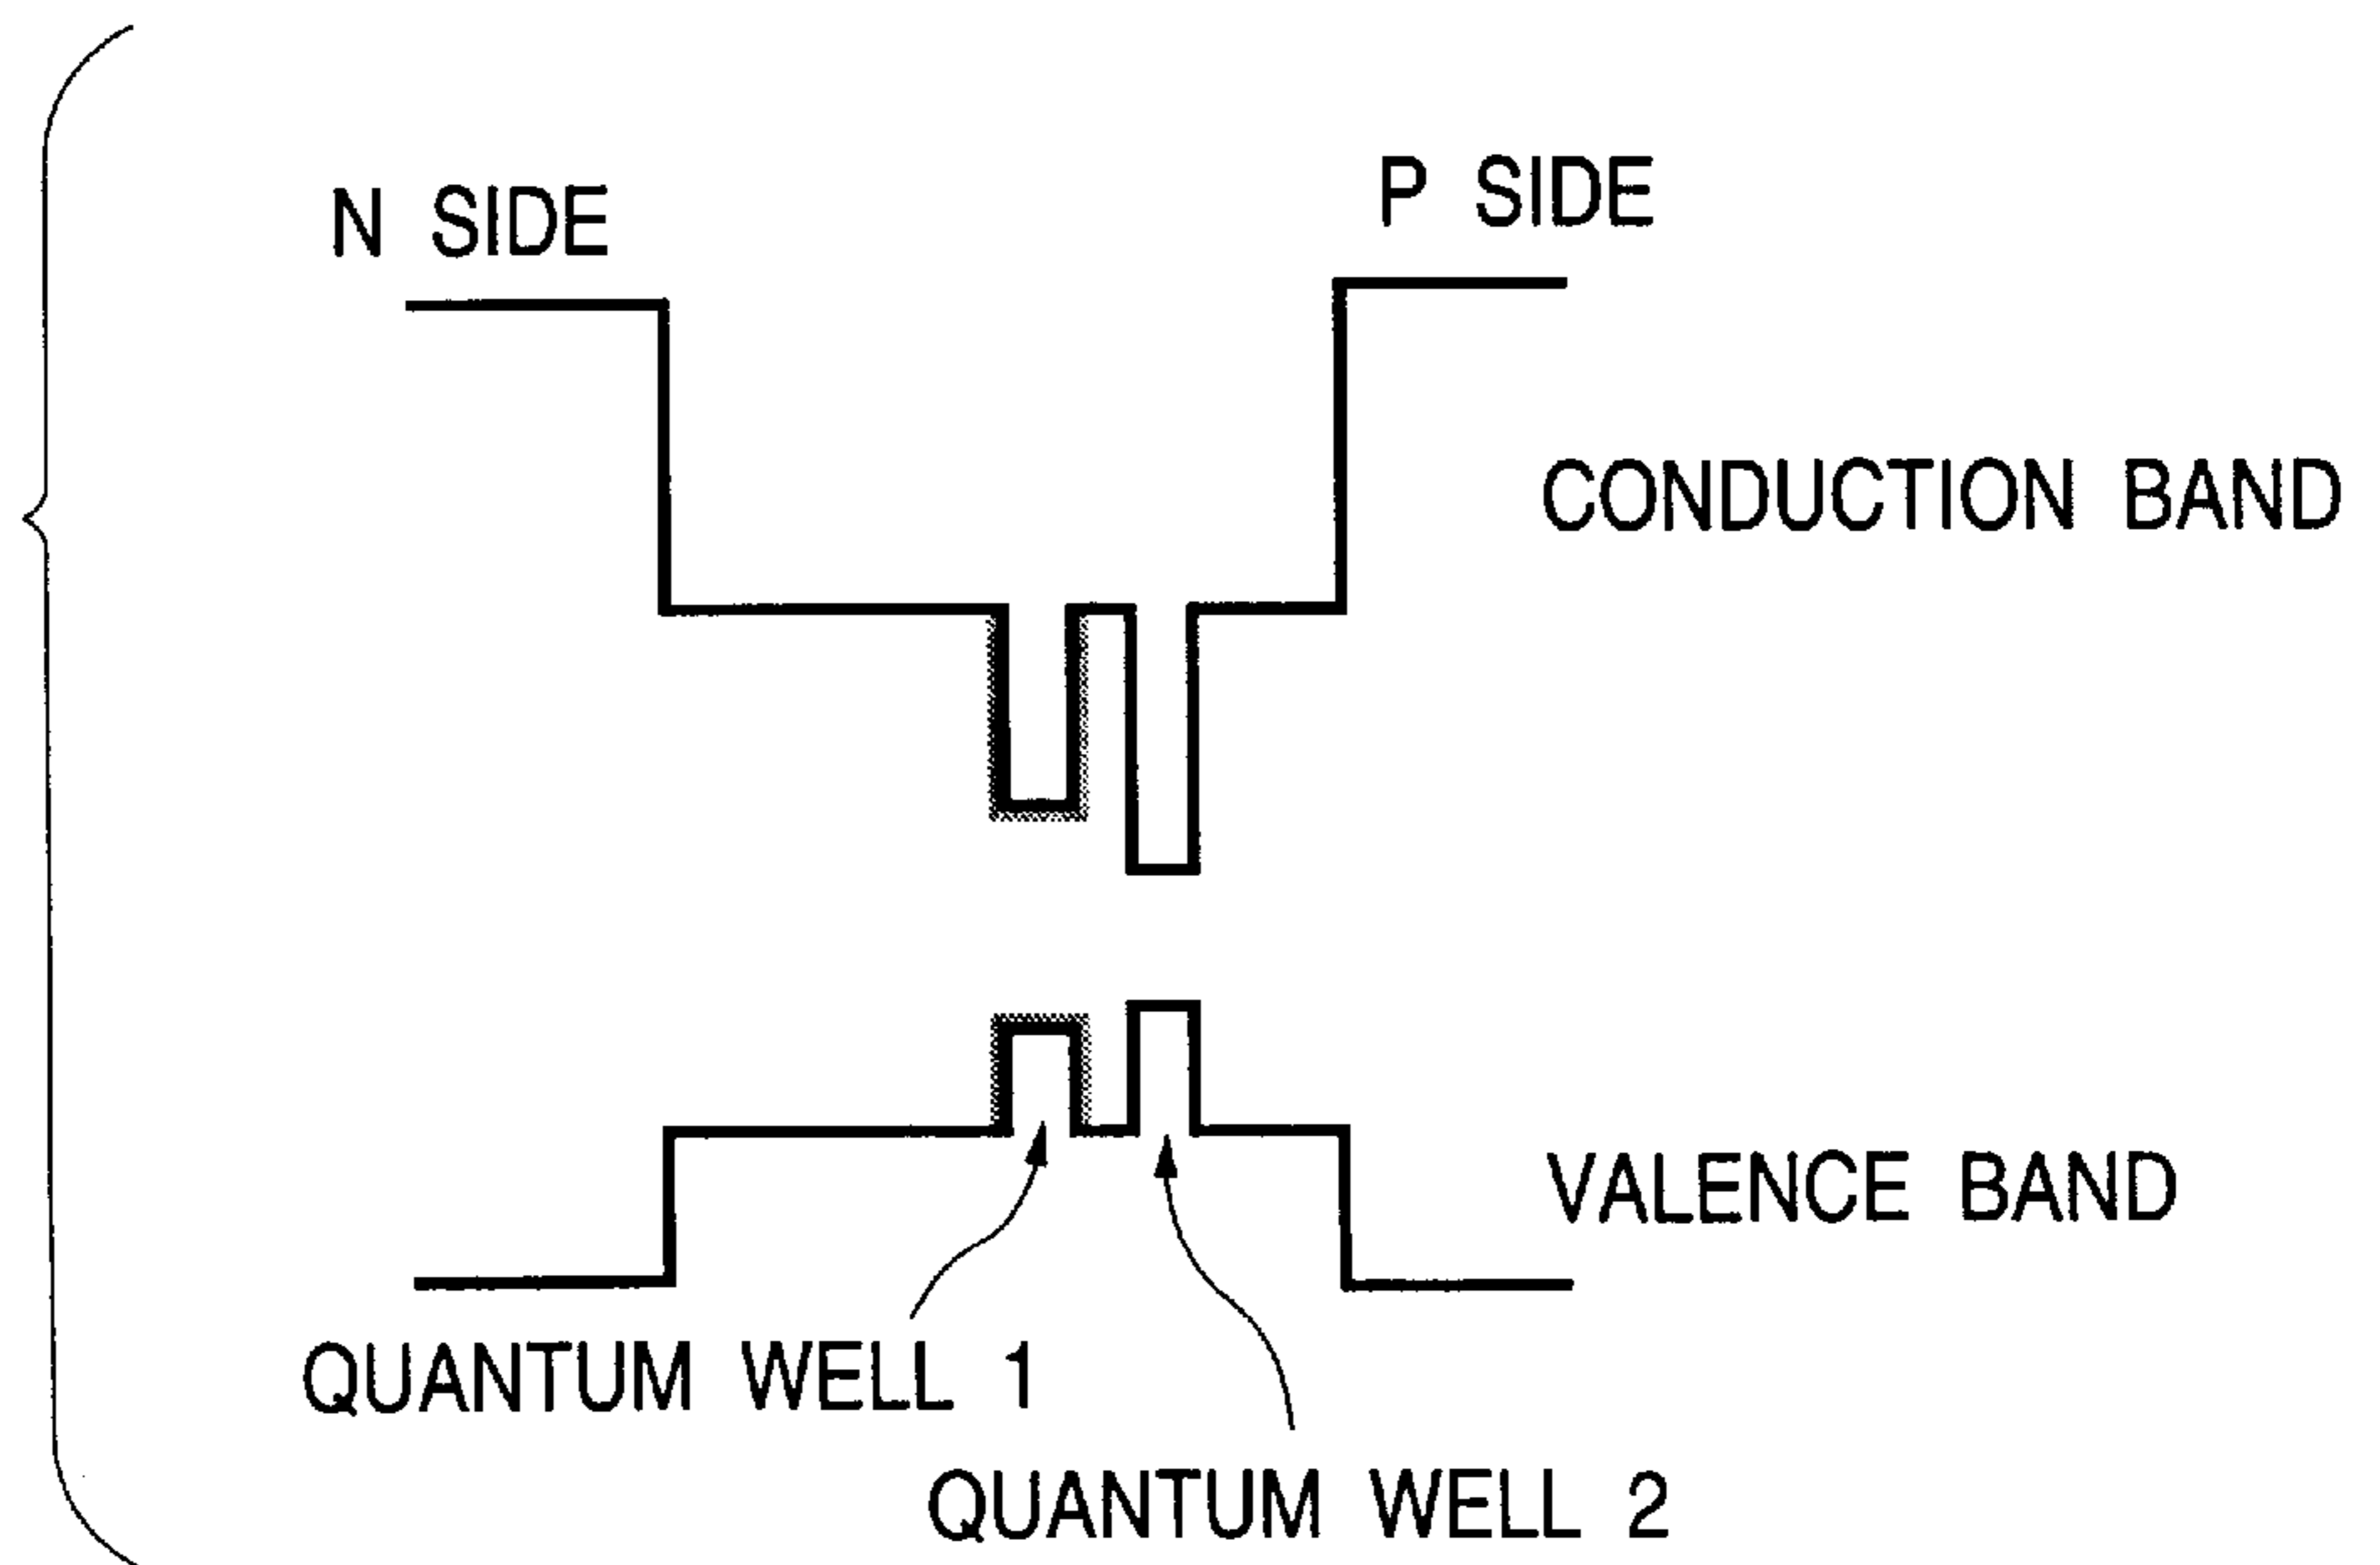 N SIDE
P SIDE
CONDUCTION BAND
VALENCE BAND
QUANTUM WELL 1
QUANTUM WELL 2